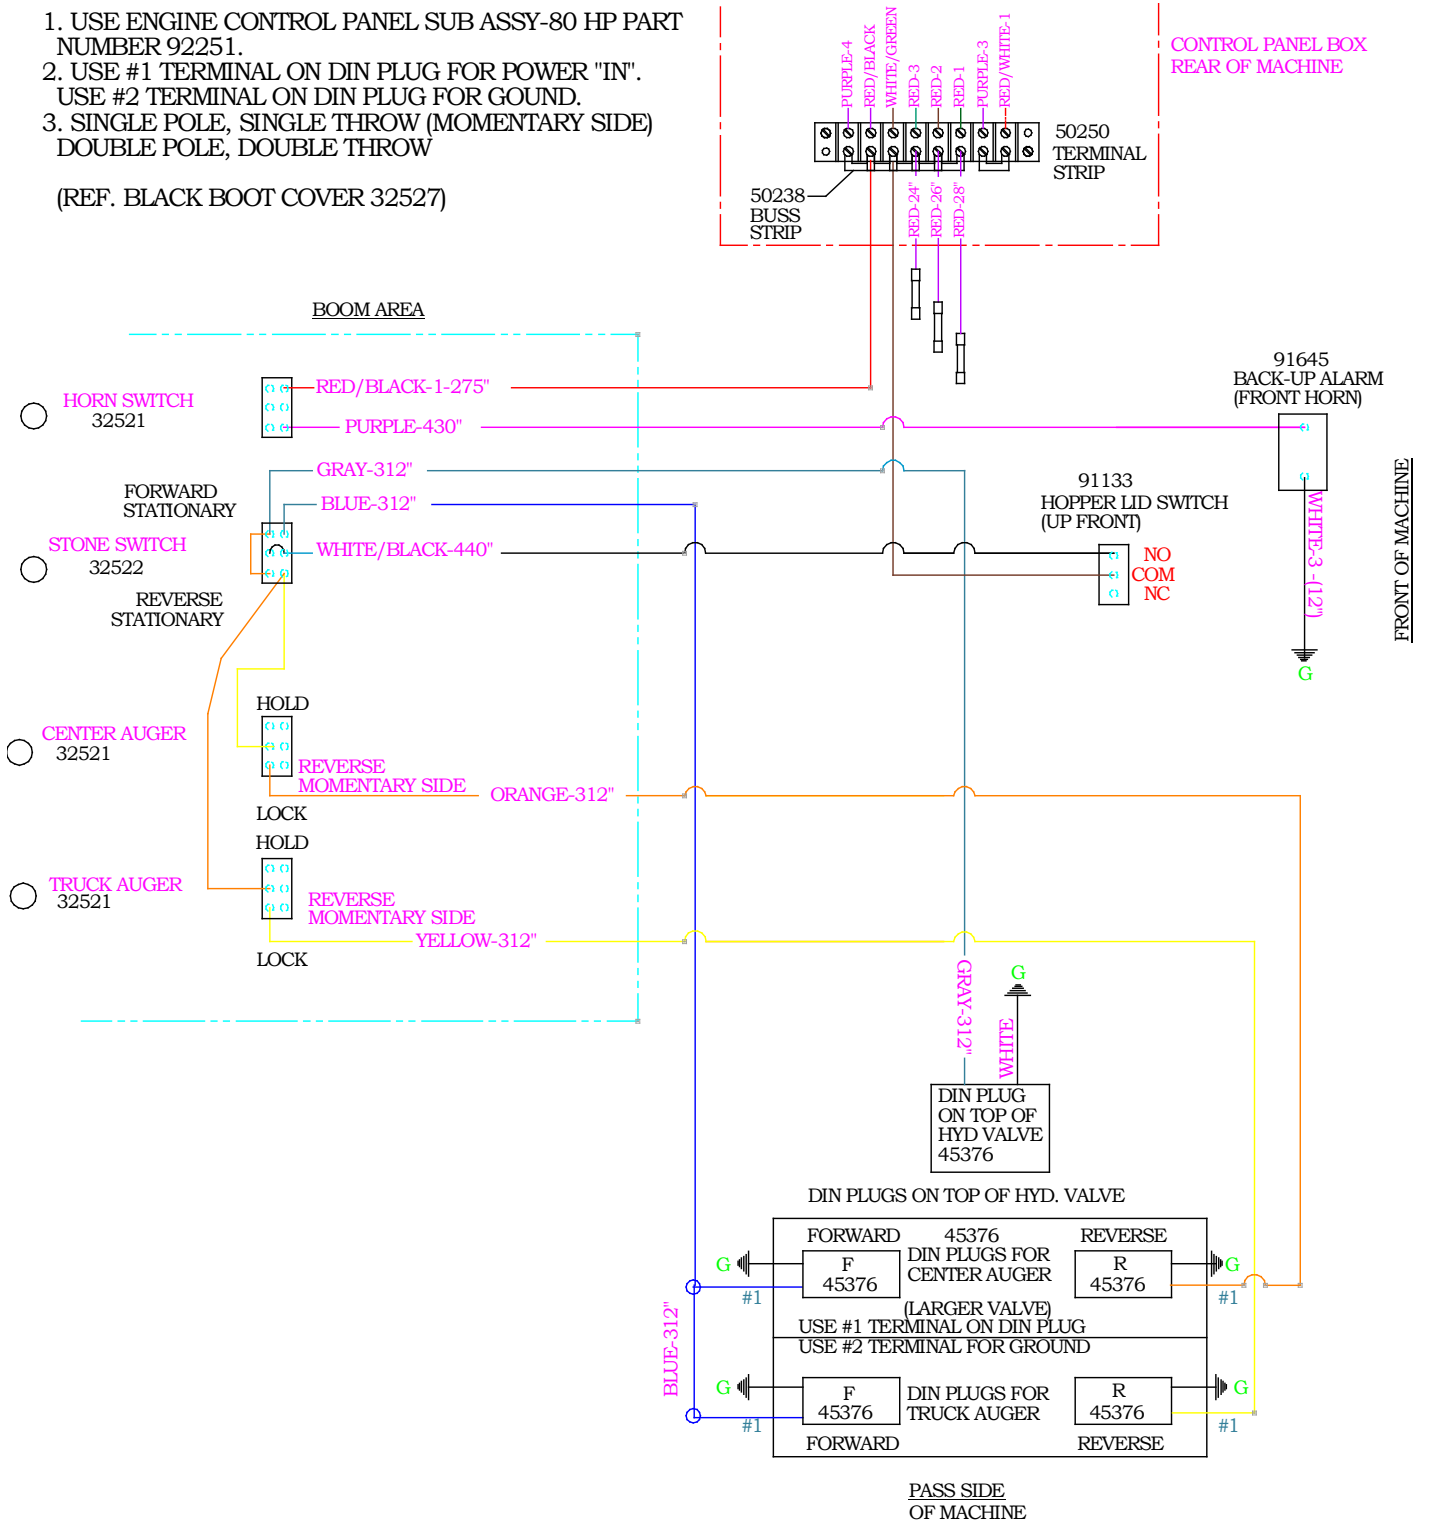 1. USE ENGINE CONTROL PANEL SUB ASSY-80 HP PART
NUMBER 92251.
2. USE #1 TERMINAL ON DIN PLUG FOR POWER "IN".
USE #2 TERMINAL ON DIN PLUG FOR GOUND.
3. SINGLE POLE, SINGLE THROW (MOMENTARY SIDE)
DOUBLE POLE, DOUBLE THROW
(REF. BLACK BOOT COVER 32527)
PURPLE-4
RED/BLACK
WHITE/GREEN
RED-3
RED-2
RED-1
PURPLE-3
RED/WHITE-1
CONTROL PANEL BOX
REAR OF MACHINE
50250
TERMINAL
STRIP
50238
BUSS
STRIP
RED-24"
RED-26"
RED-28"
BOOM AREA
HORN SWITCH
32521
RED/BLACK-1-275"
PURPLE-430"
91645
BACK-UP ALARM
(FRONT HORN)
GRAY-312"
FORWARD
STATIONARY
BLUE-312"
STONE SWITCH
32522
WHITE/BLACK-440"
REVERSE
STATIONARY
91133
HOPPER LID SWITCH
(UP FRONT)
NO
COM
NC
WHITE-3 -(12")
G
FRONT OF MACHINE
HOLD
CENTER AUGER
32521
REVERSE
MOMENTARY SIDE
ORANGE-312"
LOCK
HOLD
TRUCK AUGER
32521
REVERSE
MOMENTARY SIDE
YELLOW-312"
LOCK
GRAY-312"
G
WHITE
DIN PLUG
ON TOP OF
HYD VALVE
45376
DIN PLUGS ON TOP OF HYD. VALVE
FORWARD
45376
REVERSE
G
F
45376
DIN PLUGS FOR
CENTER AUGER
R
45376
G
#1
#1
(LARGER VALVE)
USE #1 TERMINAL ON DIN PLUG
USE #2 TERMINAL FOR GROUND
BLUE-312"
G
F
45376
DIN PLUGS FOR
TRUCK AUGER
R
45376
G
#1
#1
FORWARD
REVERSE
PASS SIDE
OF MACHINE